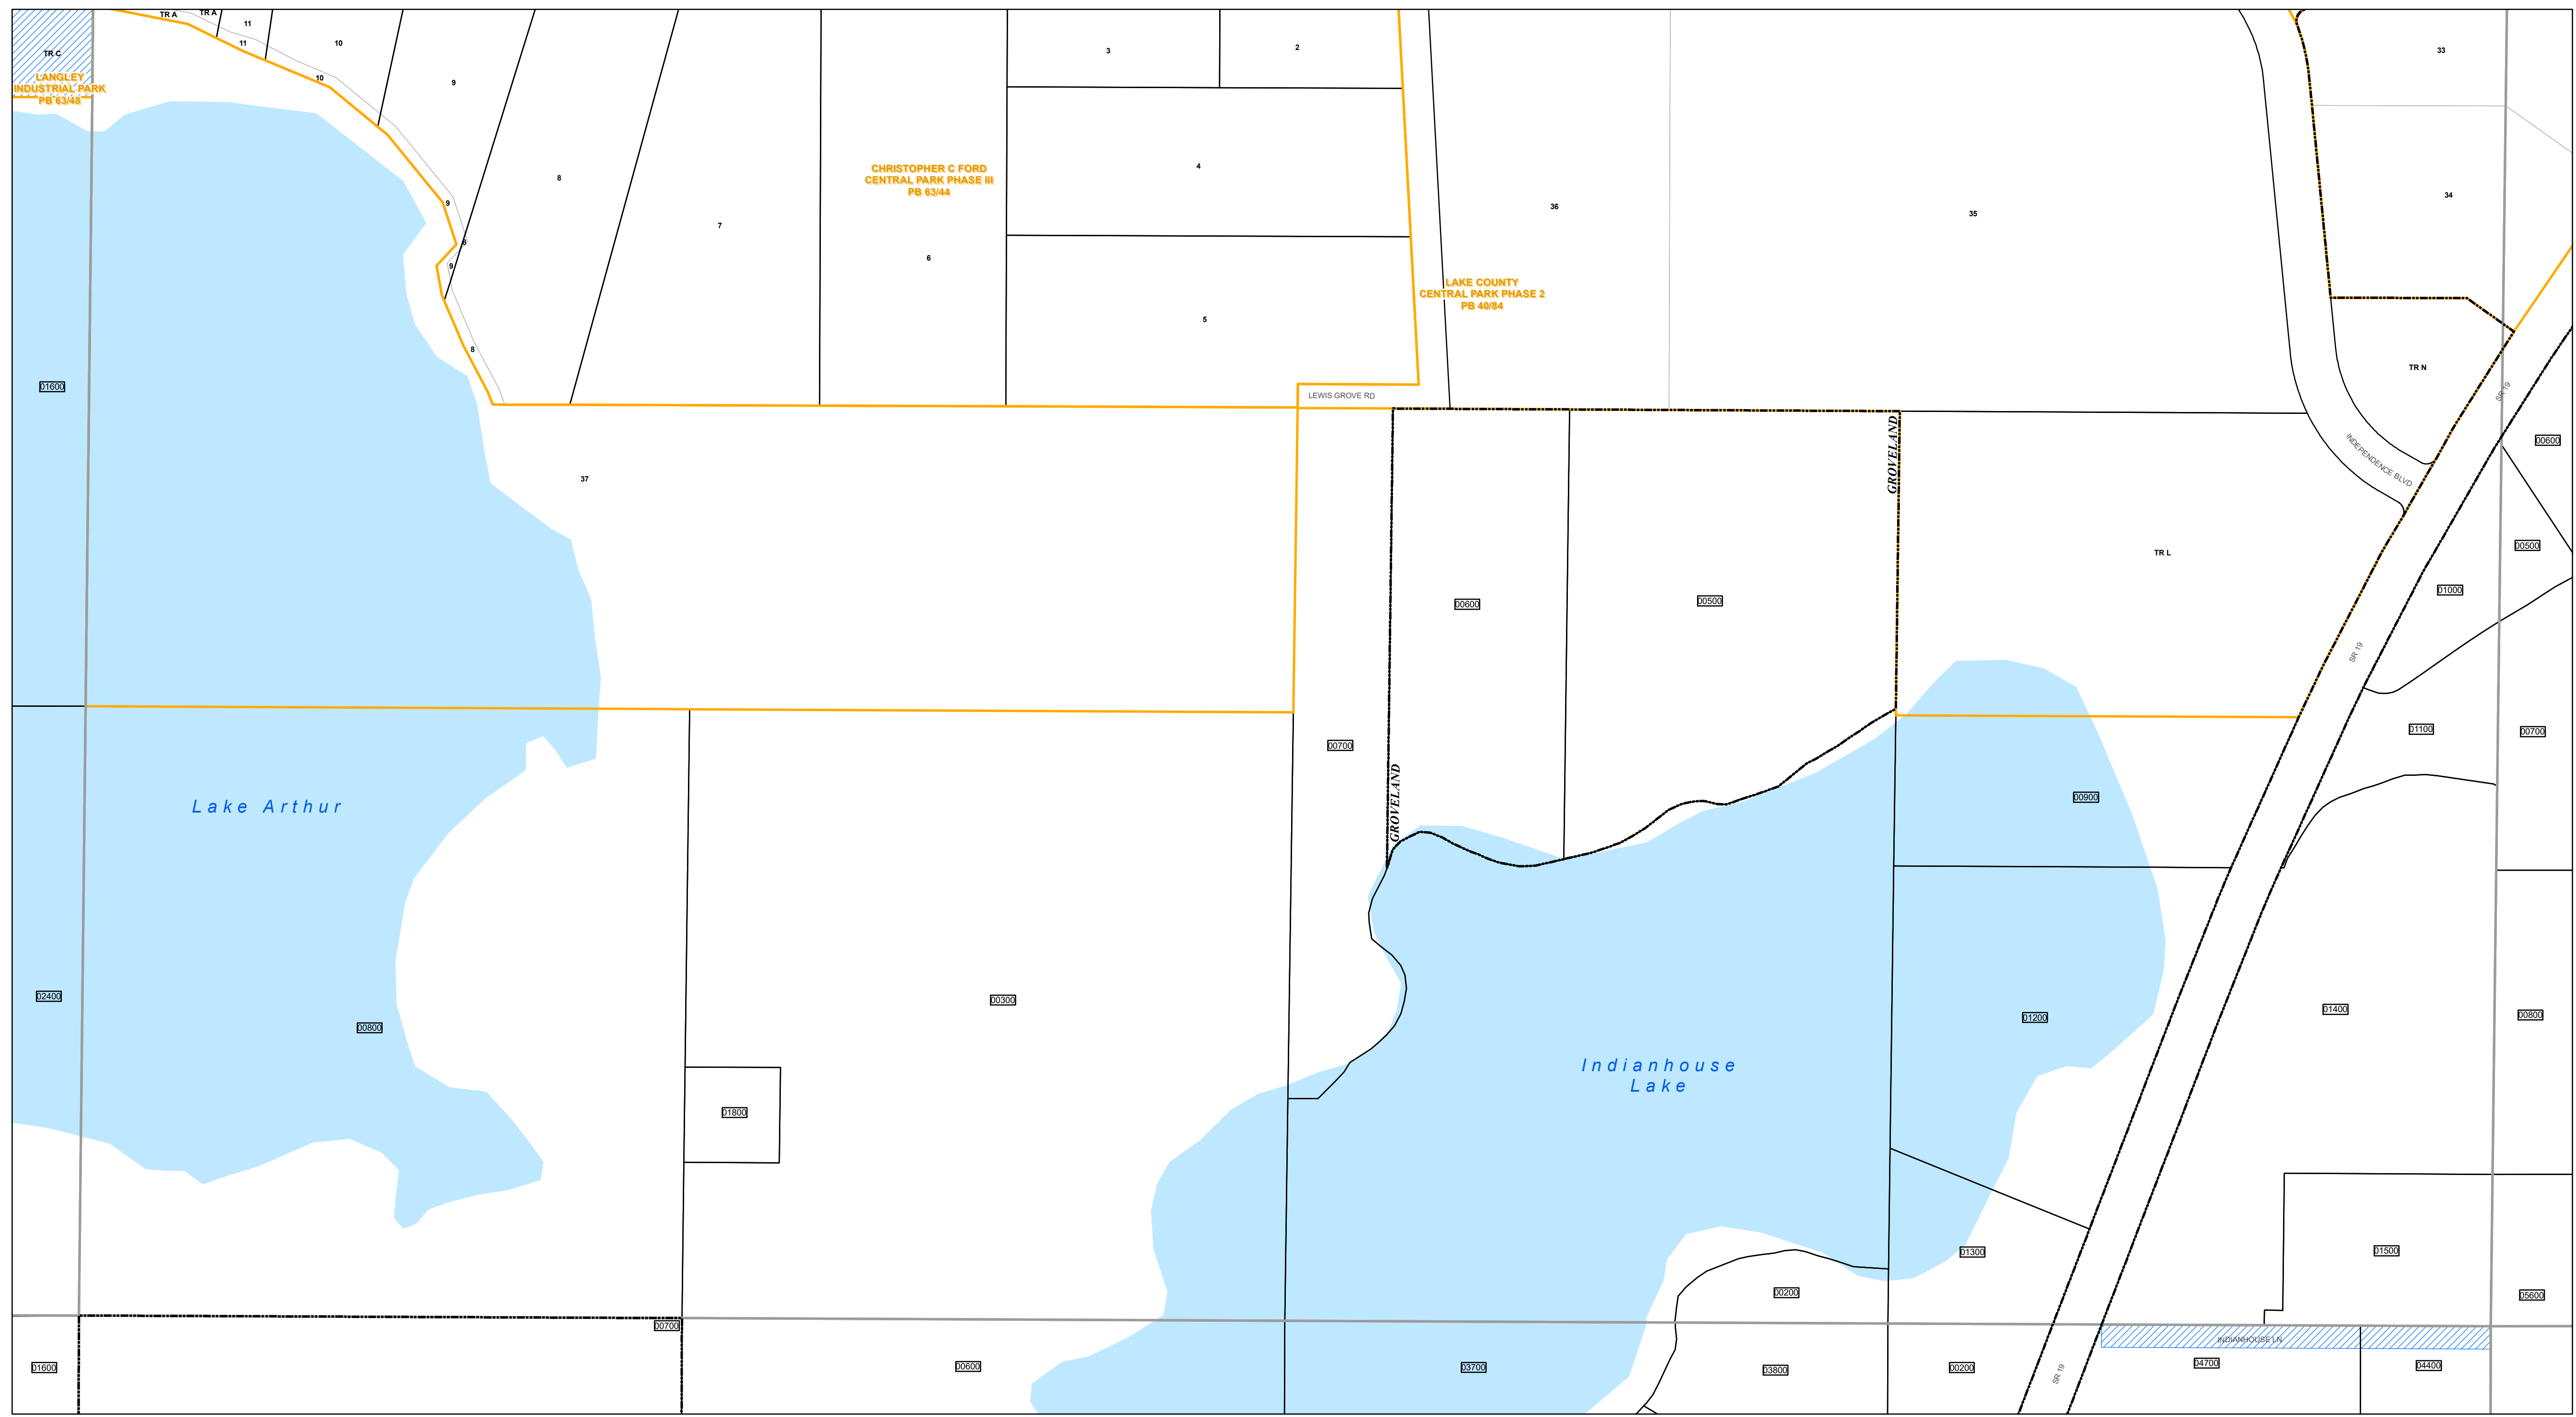 TR A
TR A
11
11
10
10
TR C
LANGLEY
INDUSTRIAL PARK
PB 63/48
9
3
2
33
8
CHRISTOPHER C FORD
CENTRAL PARK PHASE III
PB 63/44
4
9
7
36
35
34
8
9
6
LAKE COUNTY
CENTRAL PARK PHASE 2
PB 40/84
5
8
TR N
01600
LEWIS GROVE RD
SR 19
GROVELAND
INDEPENDENCE BLVD
00600
37
00500
TR L
01000
00600
00500
SR 19
00700
GROVELAND
01100
00700
Lake Arthur
00900
02400
00800
00300
01200
01400
00800
Indianhouse
Lake
01800
01300
01500
00200
05600
00700
INDIANHOUSE LN
01600
00600
03700
03800
00200
SR 19
04700
04400